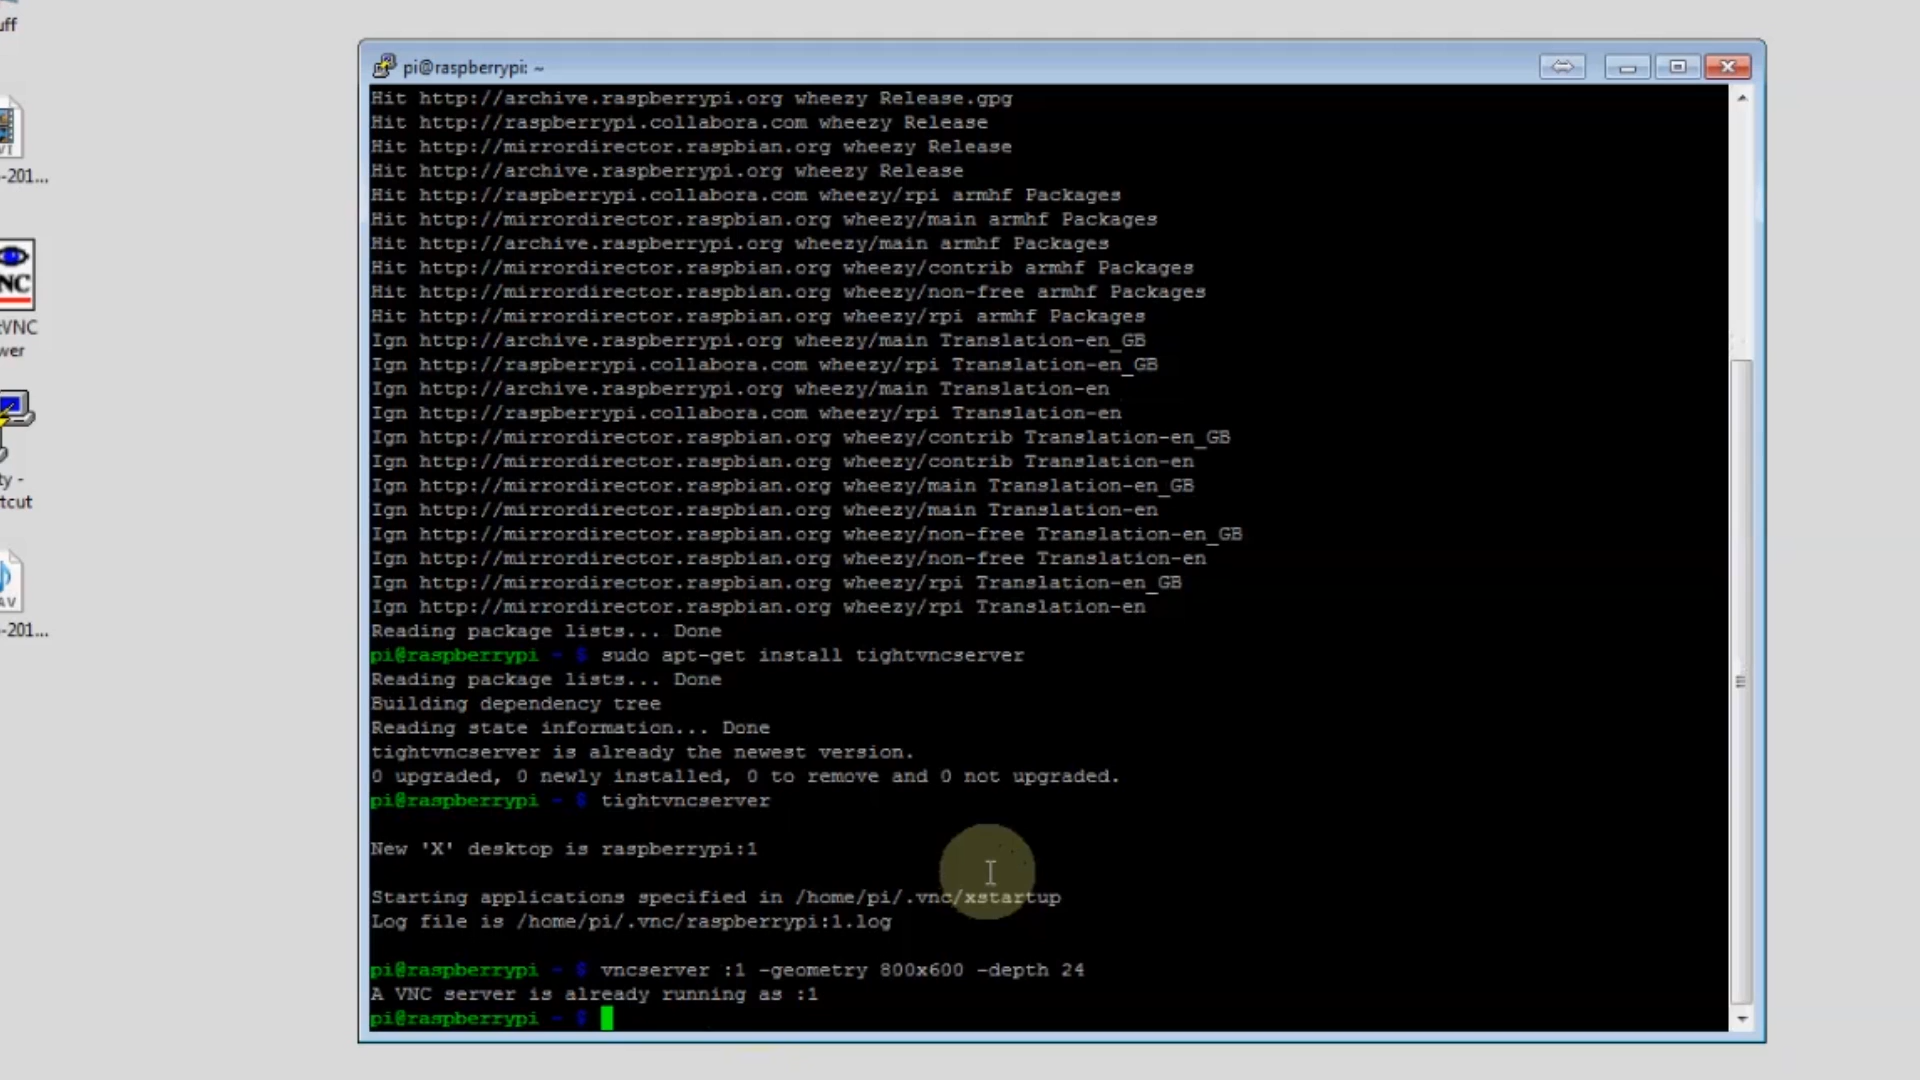 uff
pi@raspberrypi: ~
Hit http://archive.raspberrypi.org wheezy Release.gpg
Hit http://raspberrypi.collabora.com wheezy Release
Hit http://mirrordirector.raspbian.org wheezy Release
Hit http://archive.raspberrypi.org wheezy Release
Hit http://raspberrypi.collabora.com wheezy/rpi armhf Packages
Hit http://mirrordirector.raspbian.org wheezy/main armhf Packages
Hit http://archive.raspberrypi.org wheezy/main armhf Packages
Hit http://mirrordirector.raspbian.org wheezy/contrib armhf Packages
Hit http://mirrordirector.raspbian.org wheezy/non-free armhf Packages
Hit http://mirrordirector.raspbian.org wheezy/rpi armhf Packages
Ign http://archive.raspberrypi.org wheezy/main Translation-en_GB
Ign http://raspberrypi.collabora.com wheezy/rpi Translation-en_GB
Ign http://archive.raspberrypi.org wheezy/main Translation-en
Ign http://raspberrypi.collabora.com wheezy/rpi Translation-en
Ign http://mirrordirector.raspbian.org wheezy/contrib Translation-en_GB
Ign http://mirrordirector.raspbian.org wheezy/contrib Translation-en
Ign http://mirrordirector.raspbian.org wheezy/main Translation-en_GB
Ign http://mirrordirector.raspbian.org wheezy/main Translation-en
Ign http://mirrordirector.raspbian.org wheezy/non-free Translation-en_GB
Ign http://mirrordirector.raspbian.org wheezy/non-free Translation-en
Ign http://mirrordirector.raspbian.org wheezy/rpi Translation-en_GB
Ign http://mirrordirector.raspbian.org wheezy/rpi Translation-en
Reading package lists... Done
pi@raspberrypi ~ $ sudo apt-get install tightvncserver
Reading package lists... Done
Building dependency tree
Reading state information... Done
tightvncserver is already the newest version.
0 upgraded, 0 newly installed, 0 to remove and 0 not upgraded.
pi@raspberrypi ~ $ tightvncserver
New 'X' desktop is raspberrypi:1
Starting applications specified in /home/pi/.vnc/xstartup
Log file is /home/pi/.vnc/raspberrypi:1.log
pi@raspberrypi ~ $ vncserver :1 -geometry 800x600 -depth 24
A VNC server is already running as :1
pi@raspberrypi ~ $
-201...
NC
VNC
wer
ty -
tcut
AV
-201...